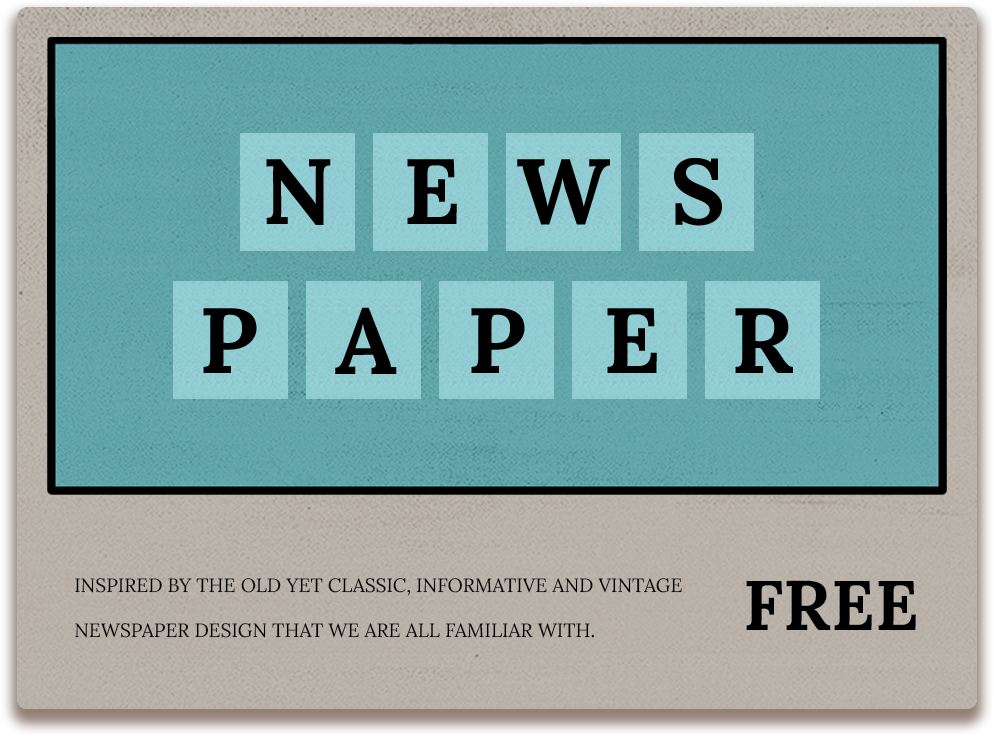 NEWS
PAPER
INSPIRED BY THE OLD YET CLASSIC, INFORMATIVE AND VINTAGE
NEWSPAPER DESIGN THAT WE ARE ALL FAMILIAR WITH.
FREE